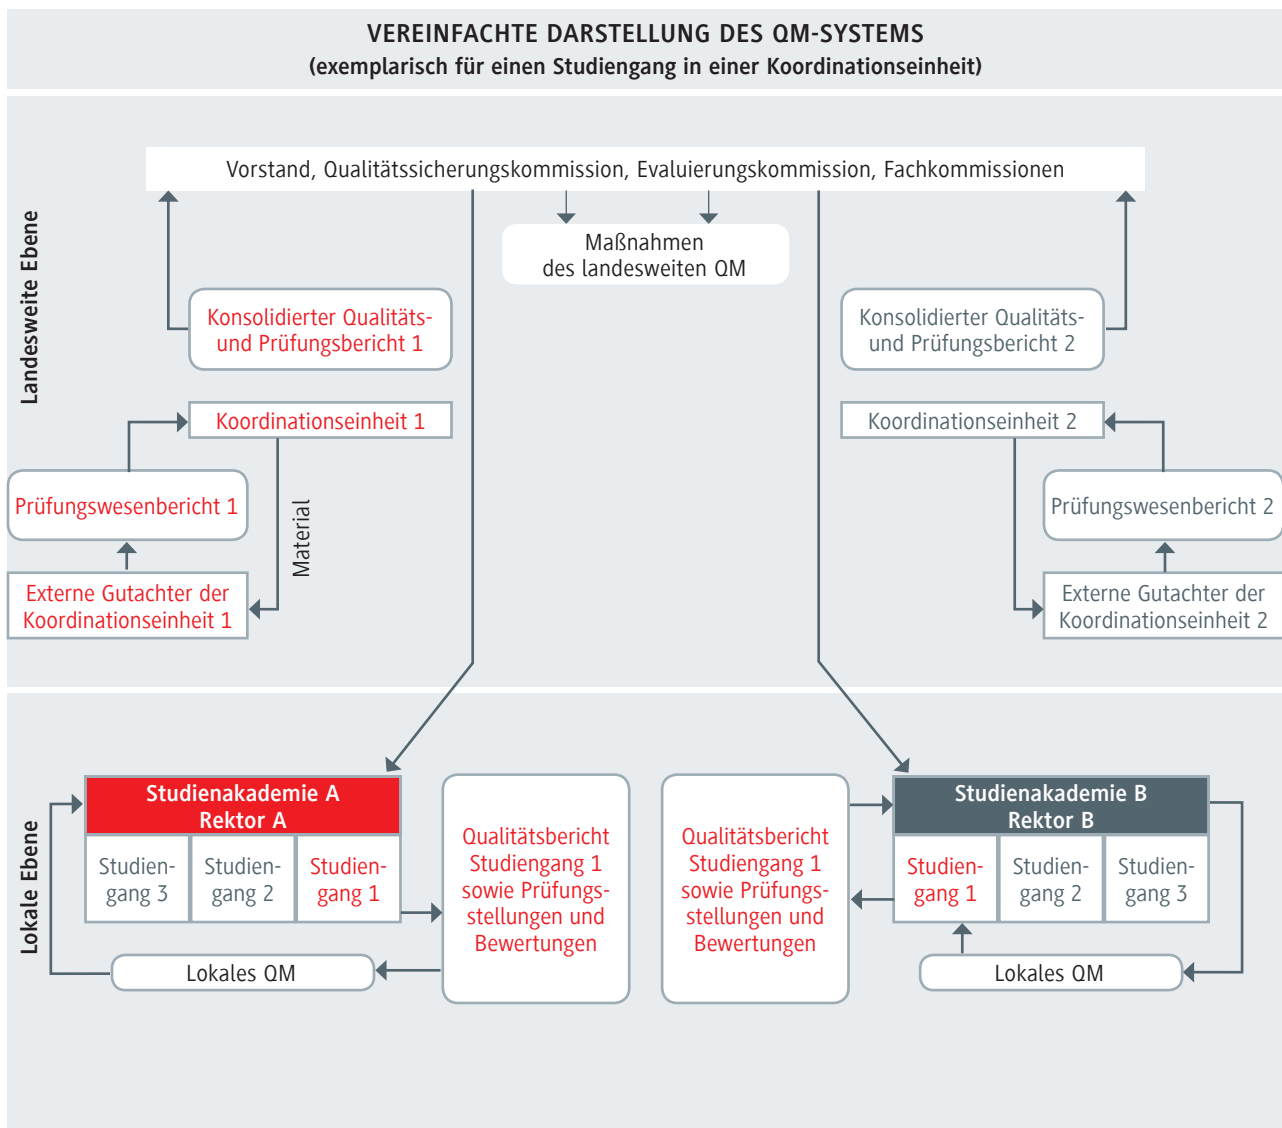 VEREINFACHTE DARSTELLUNG DES QM-SYSTEMS
(exemplarisch für einen Studiengang in einer Koordinationseinheit)
Landesweite Ebene
Vorstand, Qualitätssicherungskommission, Evaluierungskommission, Fachkommissionen
Maßnahmen
des landesweiten QM
Konsolidierter Qualitäts-
und Prüfungsbericht 1
Konsolidierter Qualitäts-
und Prüfungsbericht 2
Koordinationseinheit 1
Koordinationseinheit 2
Prüfungswesenbericht 1
Material
Prüfungswesenbericht 2
Externe Gutachter der
Koordinationseinheit 1
Externe Gutachter der
Koordinationseinheit 2
Lokale Ebene
Studienakademie A
Rektor A
Studien-
gang 3
Studien-
gang 2
Studien-
gang 1
Lokales QM
Qualitätsbericht
Studiengang 1
sowie Prüfungs-
stellungen und
Bewertungen
Qualitätsbericht
Studiengang 1
sowie Prüfungs-
stellungen und
Bewertungen
Studienakademie B
Rektor B
Studien-
gang 1
Studien-
gang 2
Studien-
gang 3
Lokales QM